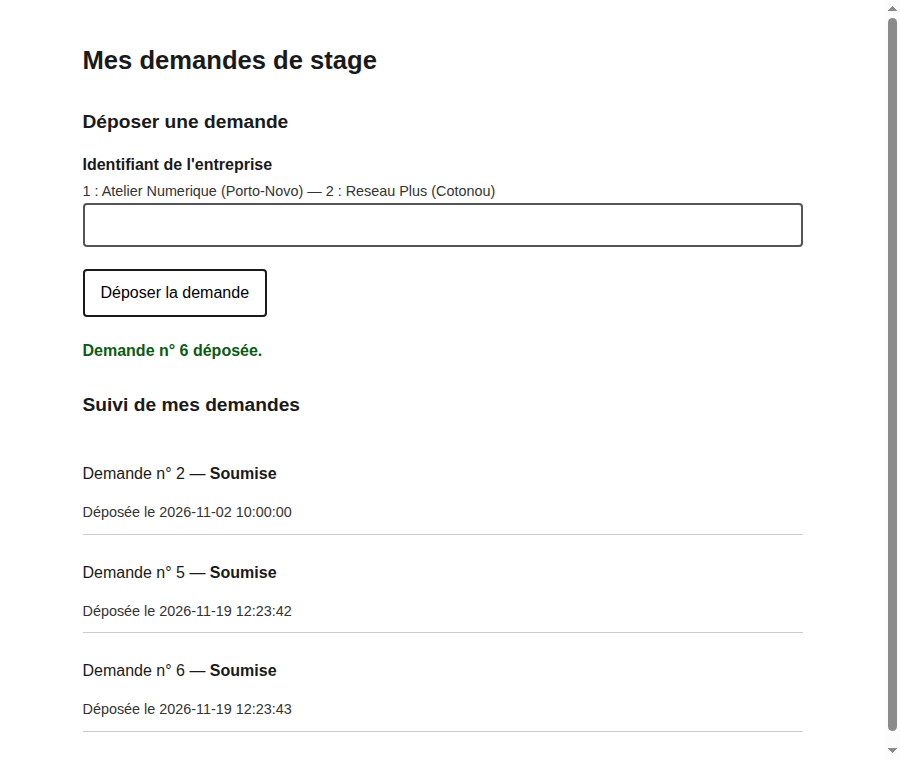 Mes demandes de stage
Déposer une demande
Identifiant de l'entreprise
1 : Atelier Numerique (Porto-Novo) — 2 : Reseau Plus (Cotonou)
Déposer la demande
Demande n° 6 déposée.
Suivi de mes demandes
Demande n° 2 — Soumise
Déposée le 2026-11-02 10:00:00
Demande n° 5 — Soumise
Déposée le 2026-11-19 12:23:42
Demande n° 6 — Soumise
Déposée le 2026-11-19 12:23:43